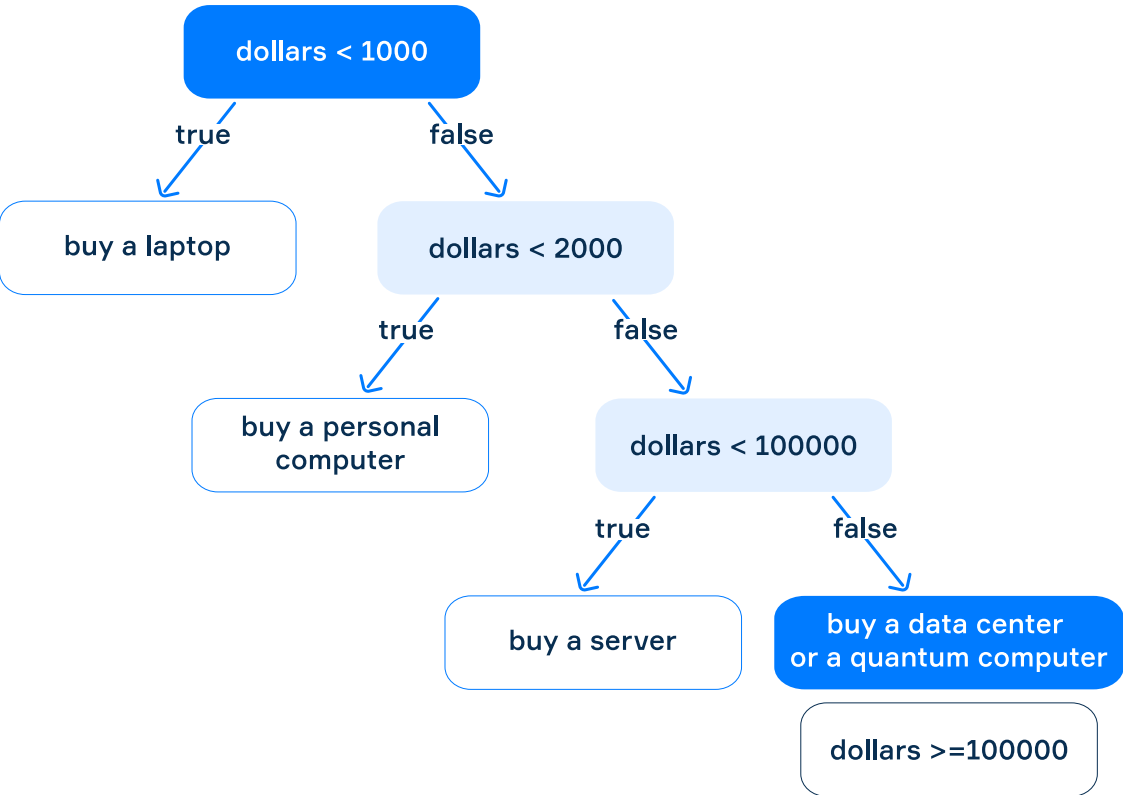 dollars < 1000
true
false
buy a laptop
dollars < 2000
true
false
buy a personal
computer
dollars < 100000
true
false
buy a server
buy a data center
or a quantum computer
dollars >=100000